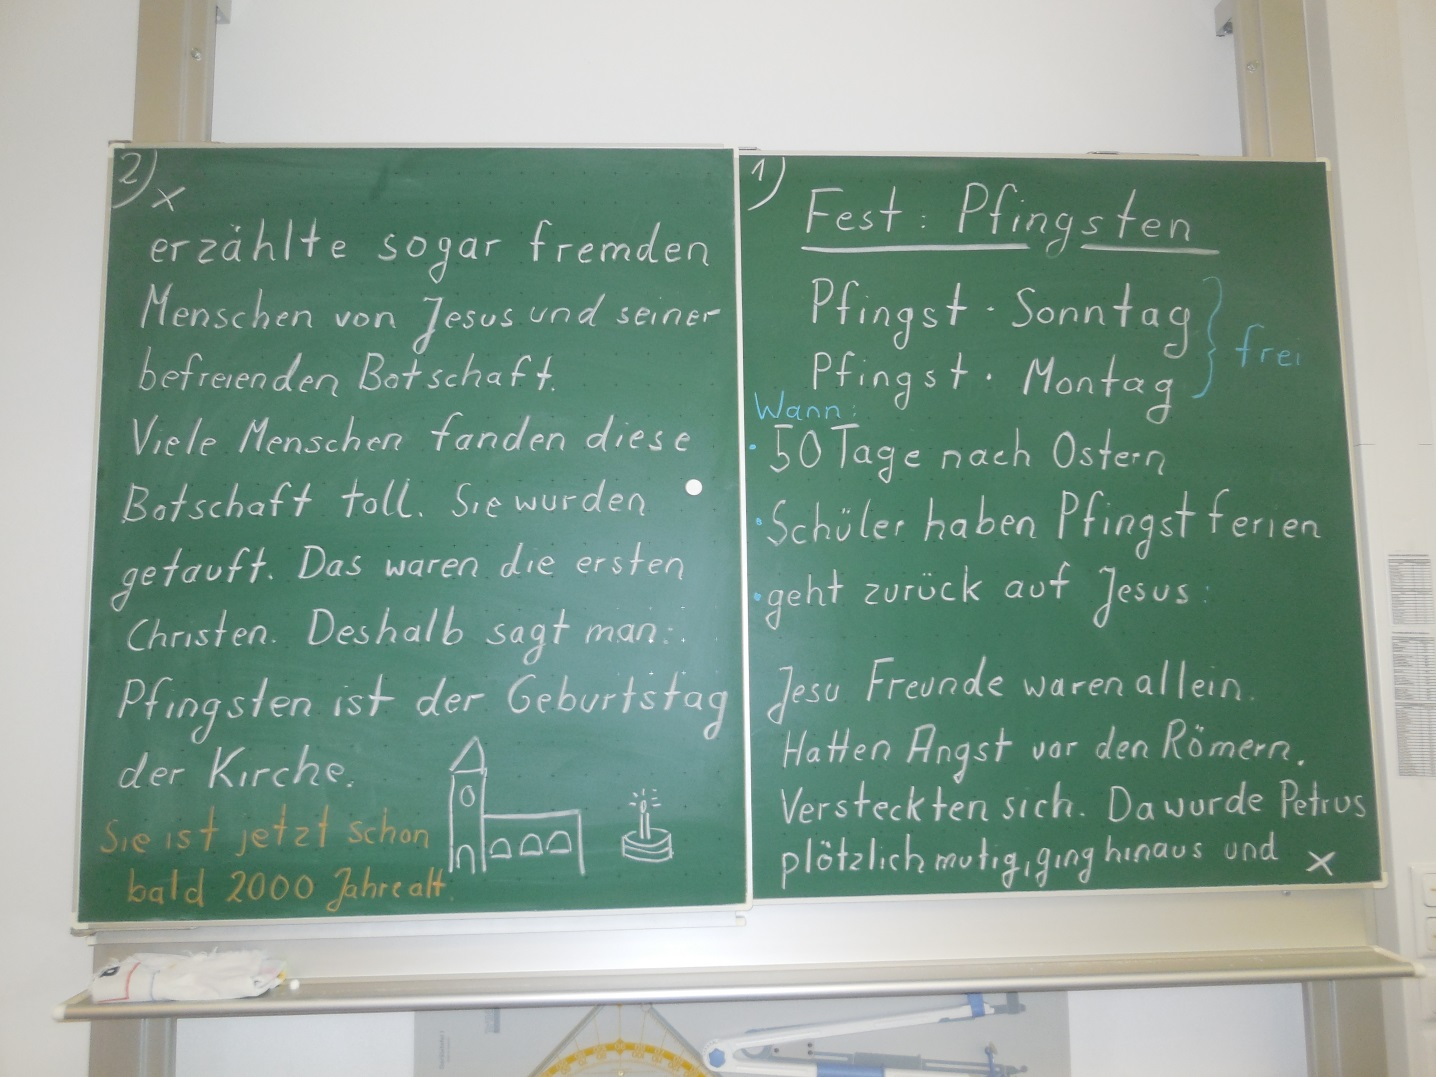 1)
Fest: Pfingsten
Pfingst - Sonntag
Pfingst - Montag
frei
Wann:
· 50 Tage nach Ostern
· Schüler haben Pfingstferien
· geht zurück auf Jesus:
Jesu Freunde waren allein.
Hatten Angst vor den Römern.
Versteckten sich. Da wurde Petrus
plötzlich mutig, ging hinaus und x
2)
x
erzählte sogar fremden
Menschen von Jesus und seiner
befreienden Botschaft.
Viele Menschen fanden diese
Botschaft toll. Sie wurden
getauft. Das waren die ersten
Christen. Deshalb sagt man:
Pfingsten ist der Geburtstag
der Kirche.
Sie ist jetzt schon
bald 2000 Jahre alt.